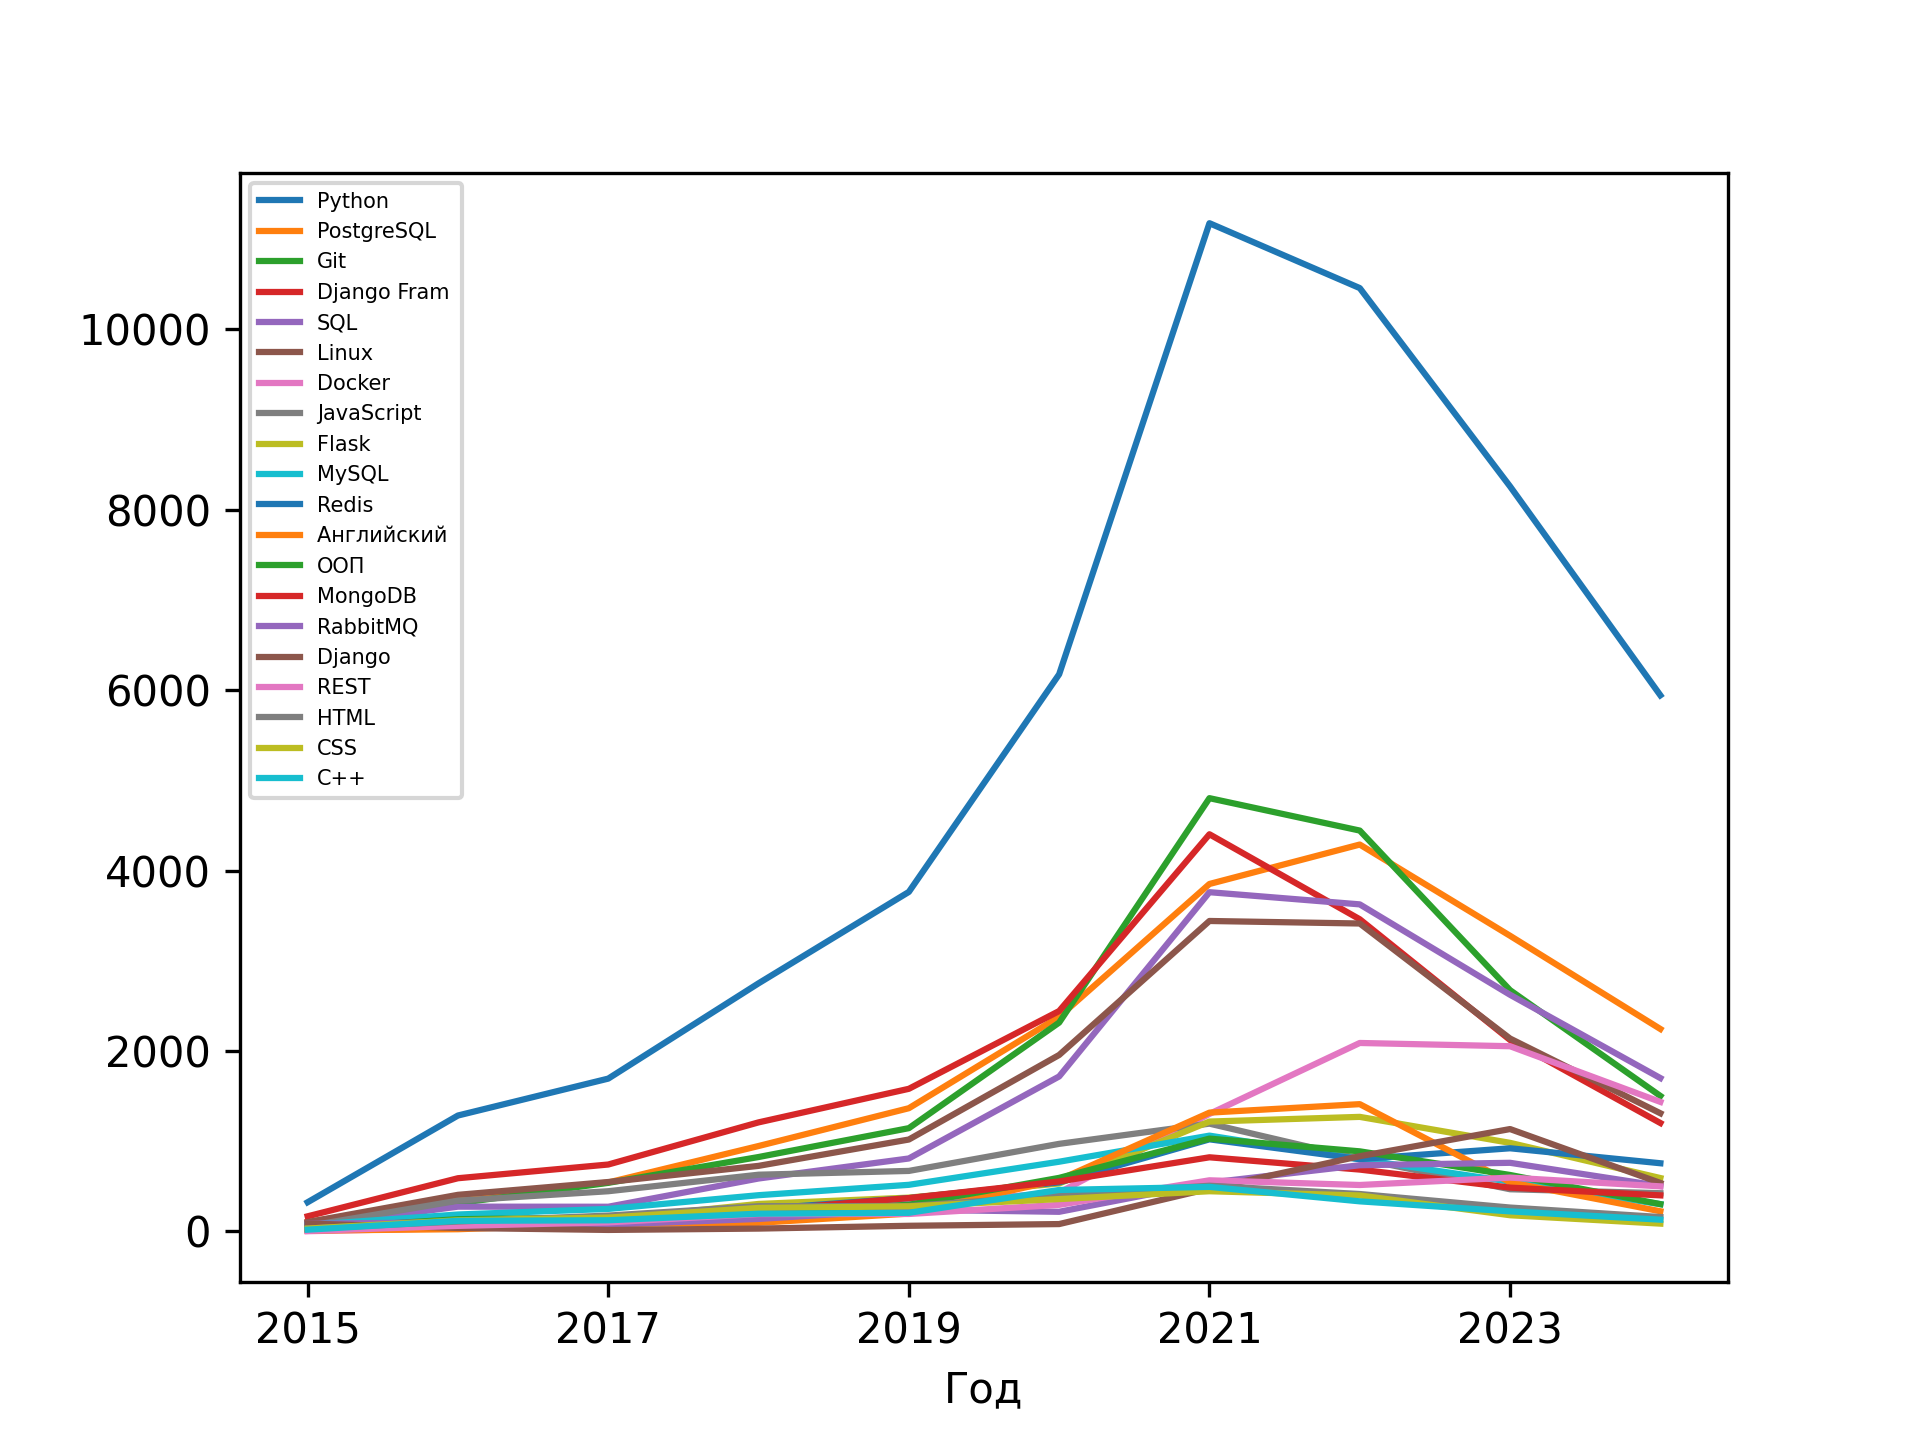 Python
PostgreSQL
Git
Django Fram
SQL
Linux
Docker
JavaScript
Flask
MySQL
Redis
Английский
ООП
MongoDB
RabbitMQ
Django
REST
HTML
CSS
C++
10000
8000
6000
4000
2000
0
2015 2017 2019 2021 2023
Год